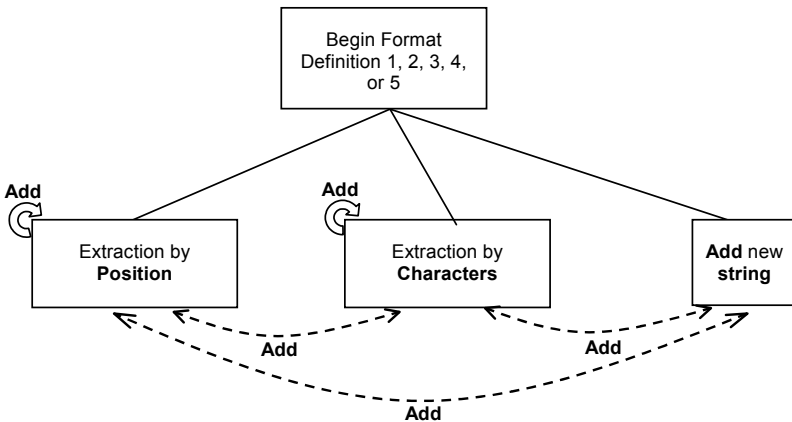 Begin Format
Definition 1, 2, 3, 4,
or 5
Add
Add
Extraction by
Position
Extraction by
Characters
Add new
string
Add
Add
Add